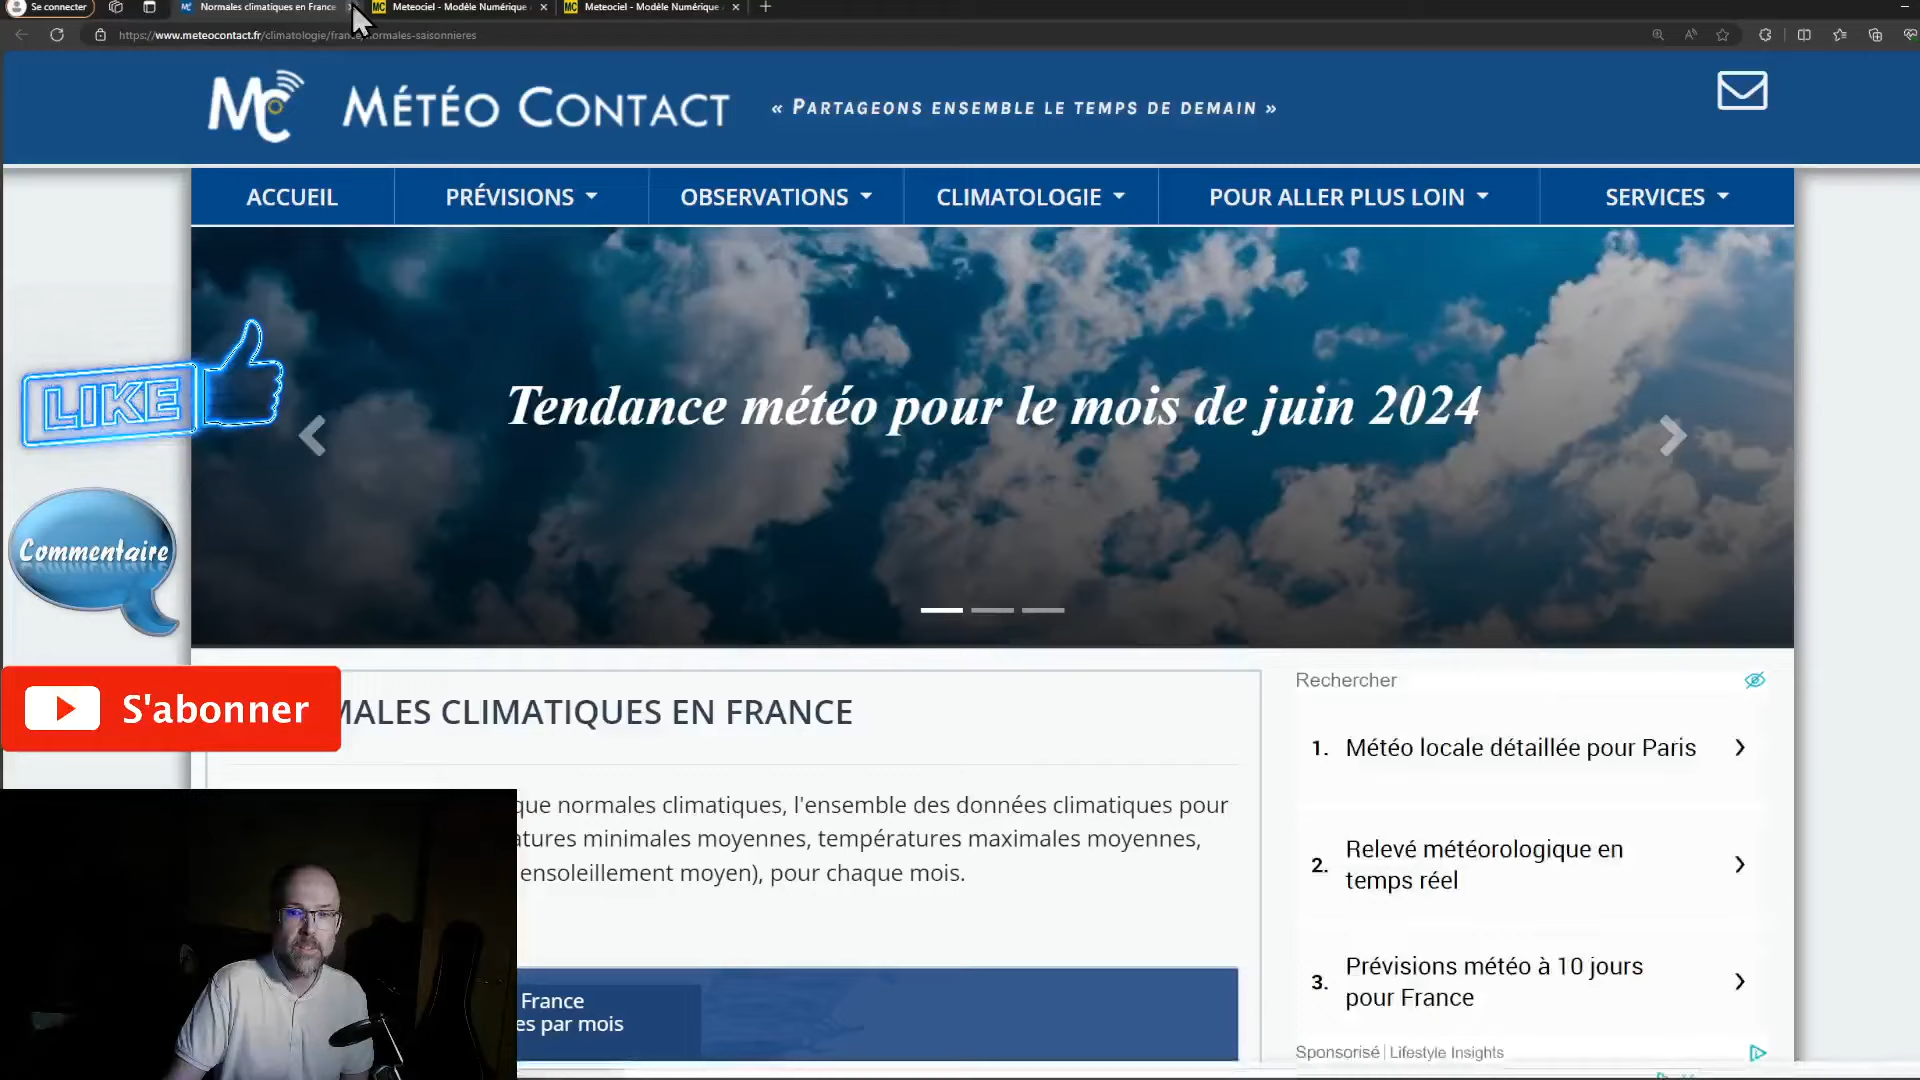 Se connecter
Normales climatiques en France
MC Meteociel - Modèle Numérique
MC Meteociel - Modèle Numérique
https://www.meteocontact.fr/climatologie/france/normales-saisonnieres
MC MÉTÉO CONTACT « PARTAGEONS ENSEMBLE LE TEMPS DE DEMAIN »
ACCUEIL PRÉVISIONS OBSERVATIONS CLIMATOLOGIE POUR ALLER PLUS LOIN SERVICES
LIKE
Tendance météo pour le mois de juin 2024
Commentaire
S'abonner
MALES CLIMATIQUES EN FRANCE
que normales climatiques, l'ensemble des données climatiques pour
atures minimales moyennes, températures maximales moyennes,
ensoleillement moyen), pour chaque mois.
France
es par mois
Rechercher
1. Météo locale détaillée pour Paris
2. Relevé météorologique en
temps réel
3. Prévisions météo à 10 jours
pour France
Sponsorisé | Lifestyle Insights